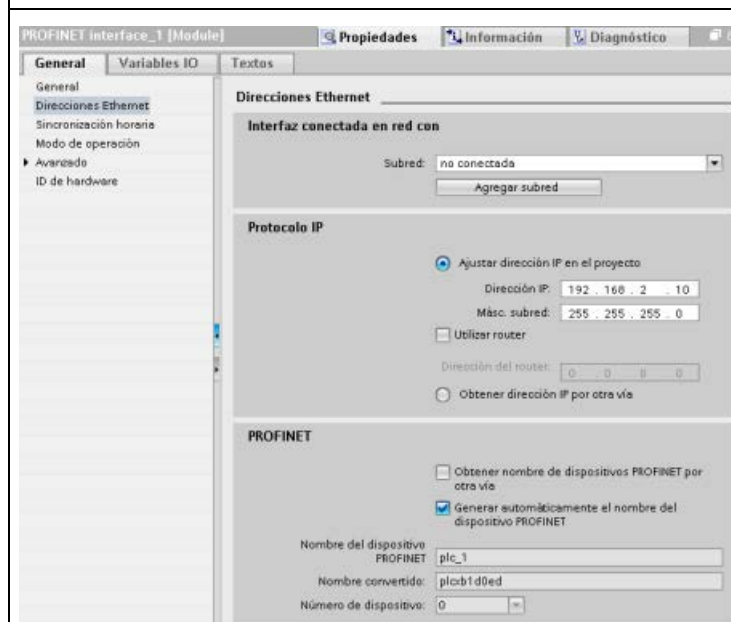 PROFINET interface_1 [Module]
Propiedades
Información
Diagnóstico
General
Variables IO
Textos
General
Direcciones Ethernet
Sincronización horaria
Modo de operación
Avanzado
ID de hardware
Direcciones Ethernet
Interfaz conectada en red con
Subred: no conectada
Agregar subred
Protocolo IP
Ajustar dirección IP en el proyecto
Dirección IP: 192 . 168 . 2 . 10
Másc. subred: 255 . 255 . 255 . 0
Utilizar router
Dirección del router: 0 . 0 . 0 . 0
Obtener dirección IP por otra vía
PROFINET
Obtener nombre de dispositivos PROFINET por
otra vía
Generar automáticamente el nombre del
dispositivo PROFINET
Nombre del dispositivo
PROFINET plc_1
Nombre convertido: plcxb1d0ed
Número de dispositivo: 0